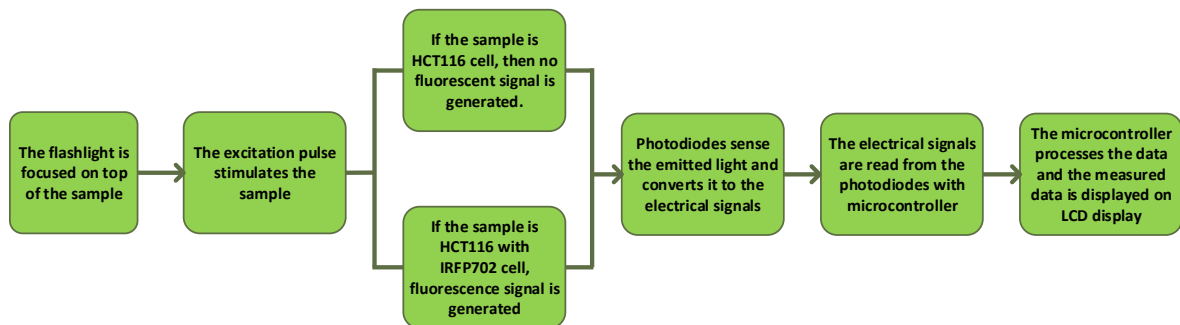 The flashlight is
focused on top
of the sample
The excitation pulse
stimulates the
sample
If the sample is
HCT116 cell, then no
fluorescent signal is
generated.
If the sample is
HCT116 with
IRFP702 cell,
fluorescence signal is
generated
Photodiodes sense
the emitted light and
converts it to the
electrical signals
The electrical signals
are read from the
photodiodes with
microcontroller
The microcontroller
processes the data
and the measured
data is displayed on
LCD display